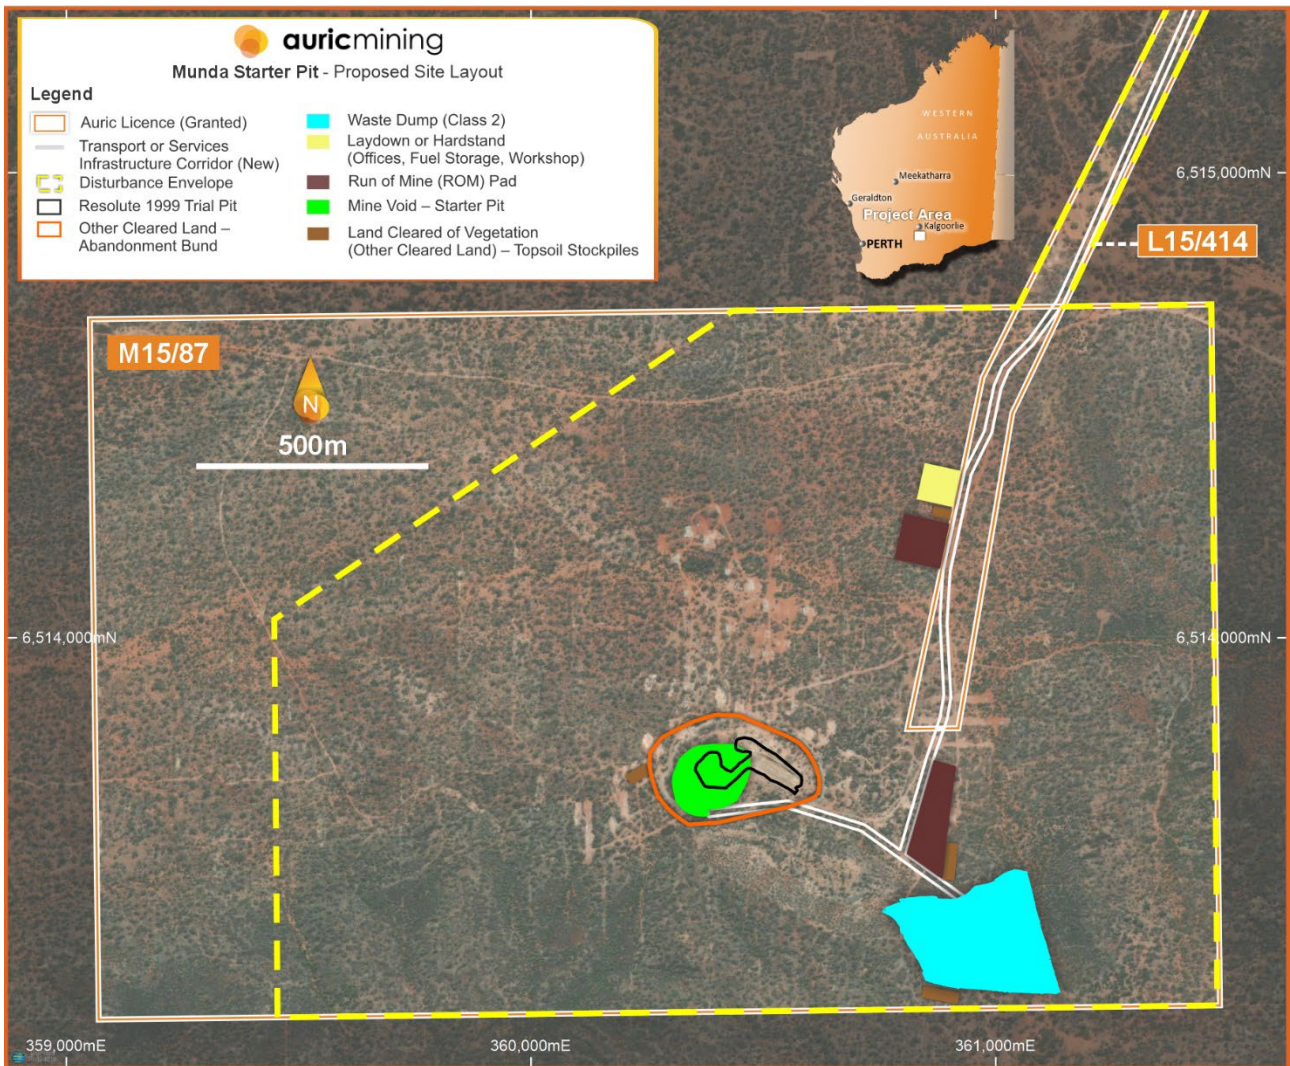 auricmining
Munda Starter Pit - Proposed Site Layout
Legend
Auric Licence (Granted)
Transport or Services
Infrastructure Corridor (New)
Disturbance Envelope
Resolute 1999 Trial Pit
Other Cleared Land –
Abandonment Bund
Waste Dump (Class 2)
Laydown or Hardstand
(Offices, Fuel Storage, Workshop)
Run of Mine (ROM) Pad
Mine Void – Starter Pit
Land Cleared of Vegetation
(Other Cleared Land) – Topsoil Stockpiles
WESTERN
AUSTRALIA
Meekatharra
Geraldton
Project Area
Kalgoorlie
PERTH
6,515,000mN
L15/414
M15/87
N
500m
6,514,000mN
6,514,000mN
359,000mE
360,000mE
361,000mE